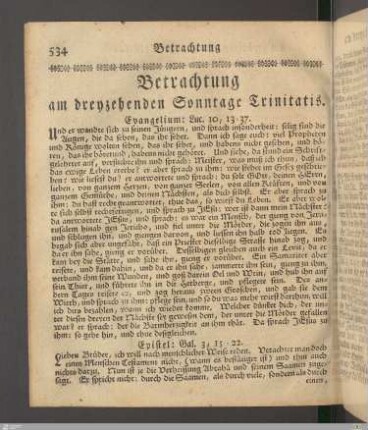 534 Betrachtung
Betrachtung
am dreyzehenden Sonntage Trinitatis.
Evangelium: Luc. 10, 13-37.
Und er wandte sich zu seinen Jüngern, und sprach insonderheit: selig sind die
Augen, die da sehen, das ihr sehet. Dann ich sage euch: viel Propheten
und Könige wolten sehen, das ihr sehet, und habens nicht gesehen, und hö-
ren, das ihr höret und, habens nicht gehöret. Und siehe, da stund ein Schrifft-
gelehrter auf, versuchte ihn und sprach: Meister, was muß ich thun, daß ich
das ewige Leben ererbe? er aber sprach zu ihm: wie stehet im Gesetz geschrie-
ben? wie liesest du? er antwortete und sprach: du solt GOtt, deinen HErrn,
lieben, von ganzem Herzen, von ganzer Seelen, von allen Kräfften, und von
ganzem Gemüthe, und deinen Nächsten, als dich selbst. Er aber sprach zu
ihm: du hast recht geantwortet, thue das, so wirst du leben. Er aber wolte
sich selbst rechtfertigen, und sprach zu JEsu: wer ist dann mein Nächster?
da antwortete JEsus, und sprach: es war ein Mensch, der gieng von Jeru-
salem hinab gen Jericho, und fiel unter die Mörder, die zogen ihn aus,
und schlugen ihn, und giengen darvon, und liessen ihn halb tod ligen. Es
begab sich aber ungefähr, daß ein Priester dieselbige Straße hinab zog, und
da er ihn sahe, gieng er vorüber. Desselbigen gleichen auch ein Levit, da er
kam bey die Stätte, und sahe ihn, gieng er vorüber. Ein Samariter aber
reisete, und kam dahin, und da er ihn sahe, jammerte ihn sein, gieng zu ihm,
verband ihm seine Wunden, und goß darein Oel und Wein, und hub ihn auf
sein Thier, und führete ihn in die Herberge, und pflegete sein. Des an-
dern Tages reisete er, und zog heraus zween Groschen, und gab sie dem
Wirth, und sprach zu ihm: pflege sein, und so du was mehr wirst darthun, will
ich dirs bezahlen, wann ich wieder komme. Welcher dünket dich, der un-
ter diesen dreyen der Nächste sey gewesen dem, der unter die Mörder gefallen
war? er sprach: der die Barmherzigkeit an ihm that. Da sprach JEsus zu
ihm: so gehe hin, und thue desgleichen.
Epistel: Gal. 3, 15-22.
Lieben Brüder, ich will nach menschlicher Weise reden. Verachtet man doch
eines Menschen Testament nicht, (wann es bestätiget ist) und thut auch
nichts darzu. Nun ist je die Verheissung Abrahä und seinem Saamen zuge-
sagt. Er spricht nicht: durch die Saamen, als durch viele, sondern als durch
einen,